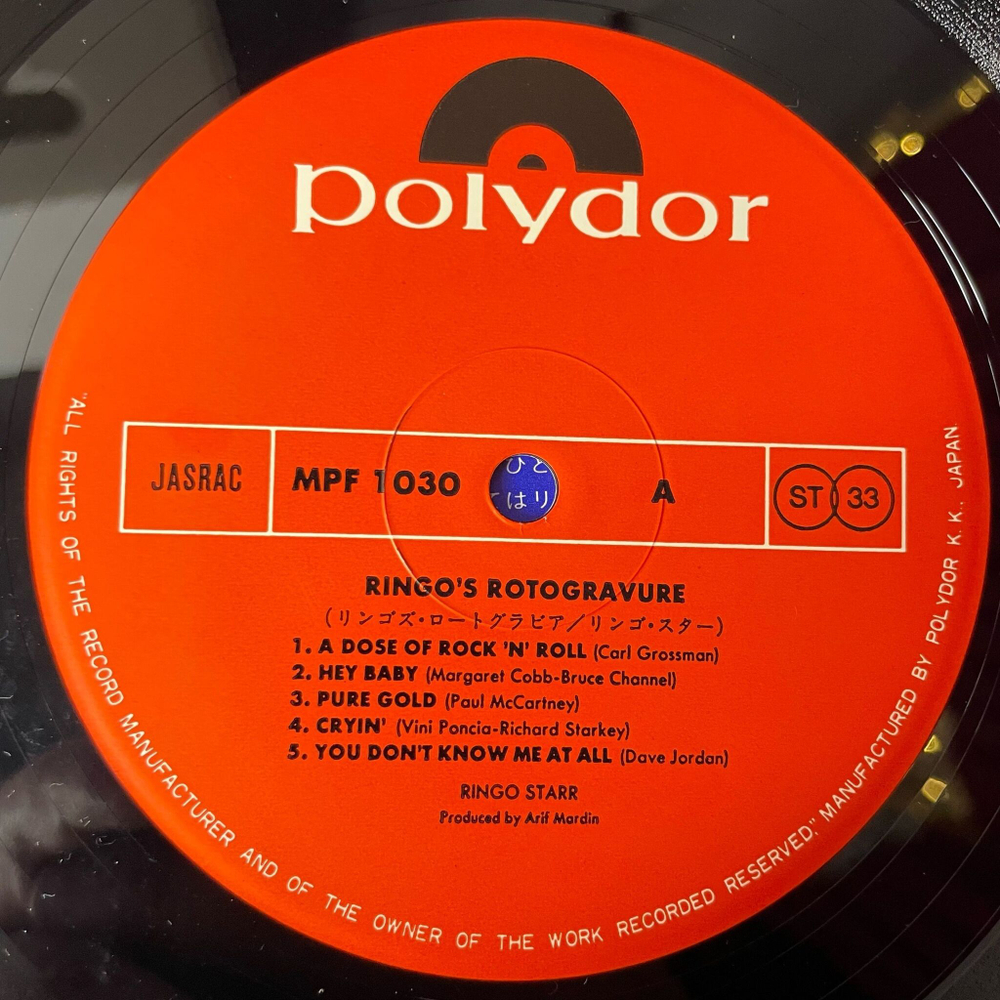 polydor
JASRAC
MPF 1030
A
ST 33
ひと
はり
RINGO'S ROTOGRAVURE
(リンゴズ・ロートグラビア/リンゴ・スター)
1. A DOSE OF ROCK 'N' ROLL (Carl Grossman)
2. HEY BABY (Margaret Cobb-Bruce Channel)
3. PURE GOLD (Paul McCartney)
4. CRYIN' (Vini Poncia-Richard Starkey)
5. YOU DON'T KNOW ME AT ALL (Dave Jordan)
RINGO STARR
Produced by Arif Mardin
"ALL RIGHTS OF THE RECORD MANUFACTURER AND OF THE OWNER OF THE WORK RECORDED RESERVED," MANUFACTURED BY POLYDOR K.K., JAPAN